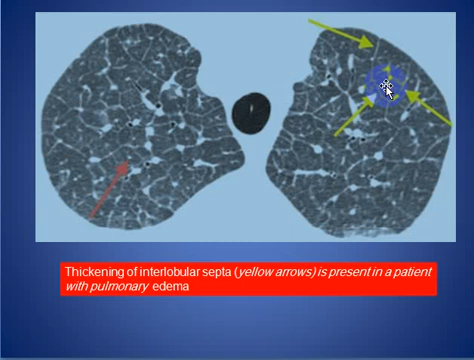 Thickening of interlobular septa (yellow arrows) is present in a patient
with pulmonary edema